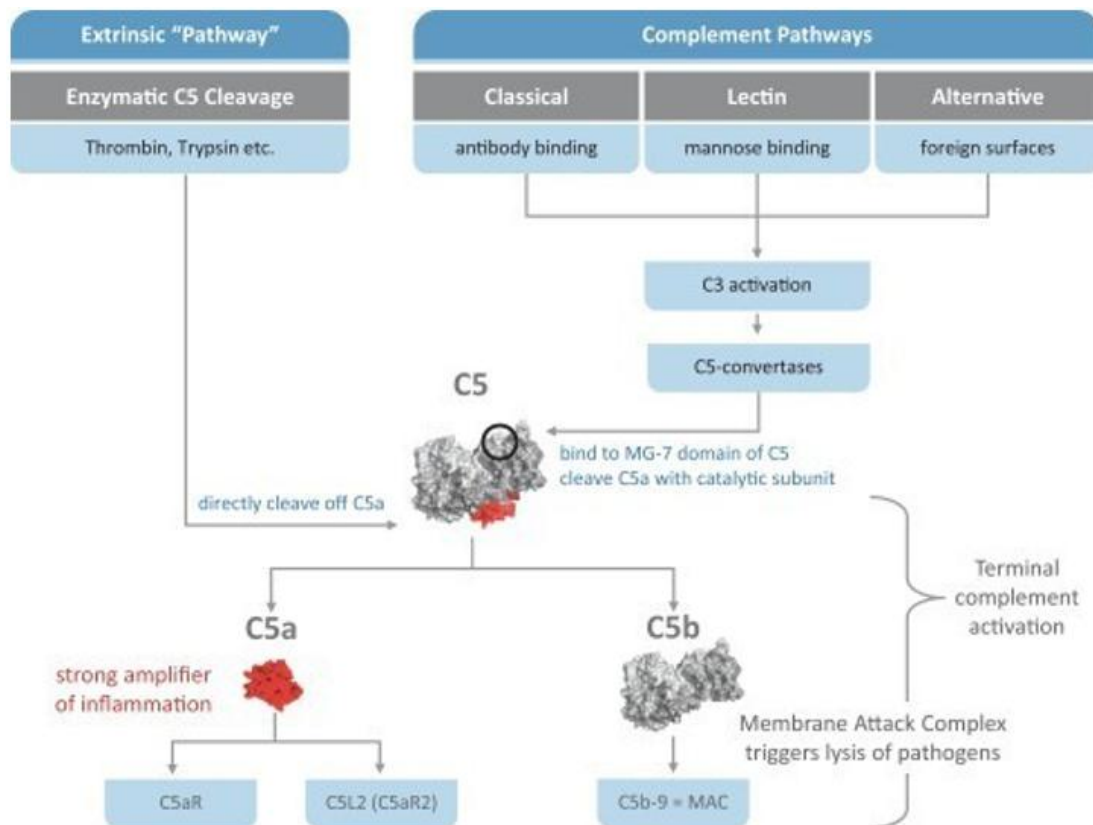 Extrinsic “Pathway”
Enzymatic C5 Cleavage
Thrombin, Trypsin etc.
Complement Pathways
Classical
Lectin
Alternative
antibody binding
mannose binding
foreign surfaces
C3 activation
C5-convertases
C5
bind to MG-7 domain of C5
cleave C5a with catalytic subunit
directly cleave off C5a
Terminal
complement
activation
C5a
C5b
strong amplifier
of inflammation
Membrane Attack Complex
triggers lysis of pathogens
C5aR
C5L2 (C5aR2)
C5b-9 = MAC